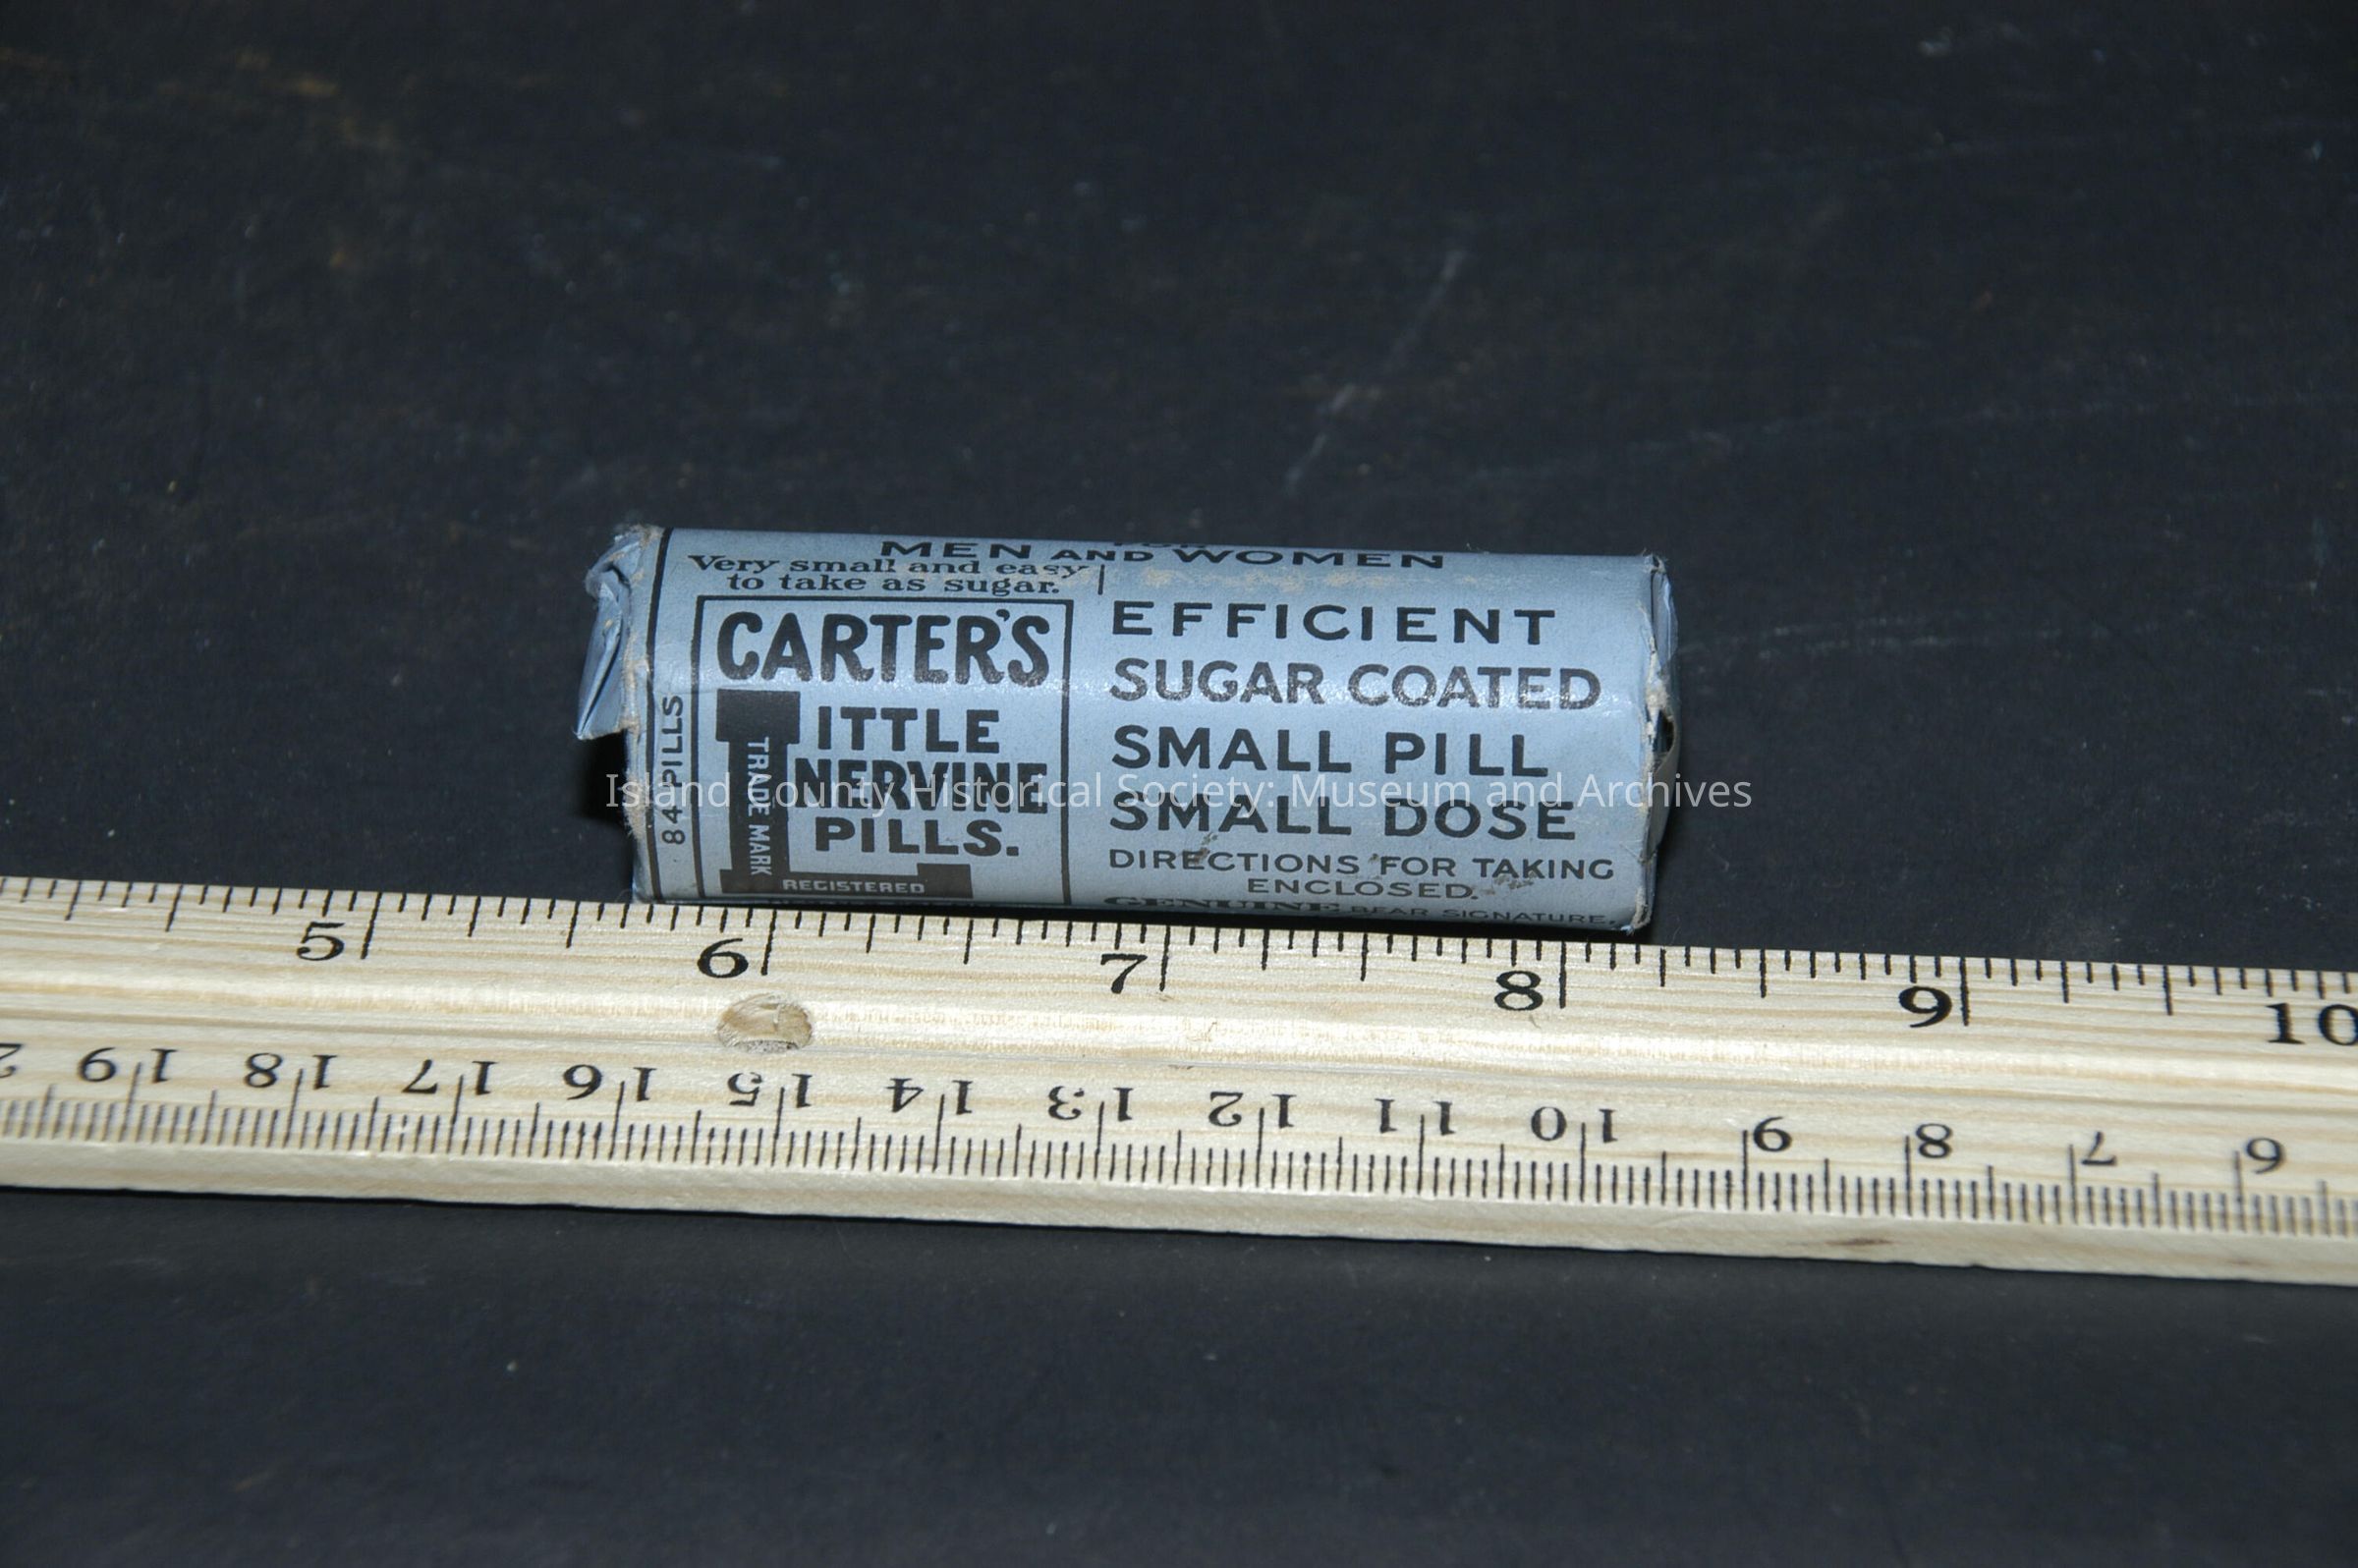 MEN AND WOMEN
Very small and easy
to take as sugar.
84 PILLS
CARTER'S
LITTLE
NERVINE
PILLS.
TRADE MARK
REGISTERED
EFFICIENT
SUGAR COATED
SMALL PILL
SMALL DOSE
DIRECTIONS FOR TAKING
ENCLOSED.
GENUINE BEAR SIGNATURE.
Island County Historical Society: Museum and Archives
5 6 7 8 9 10
19 18 17 16 15 14 13 12 11 10 9 8 7 6